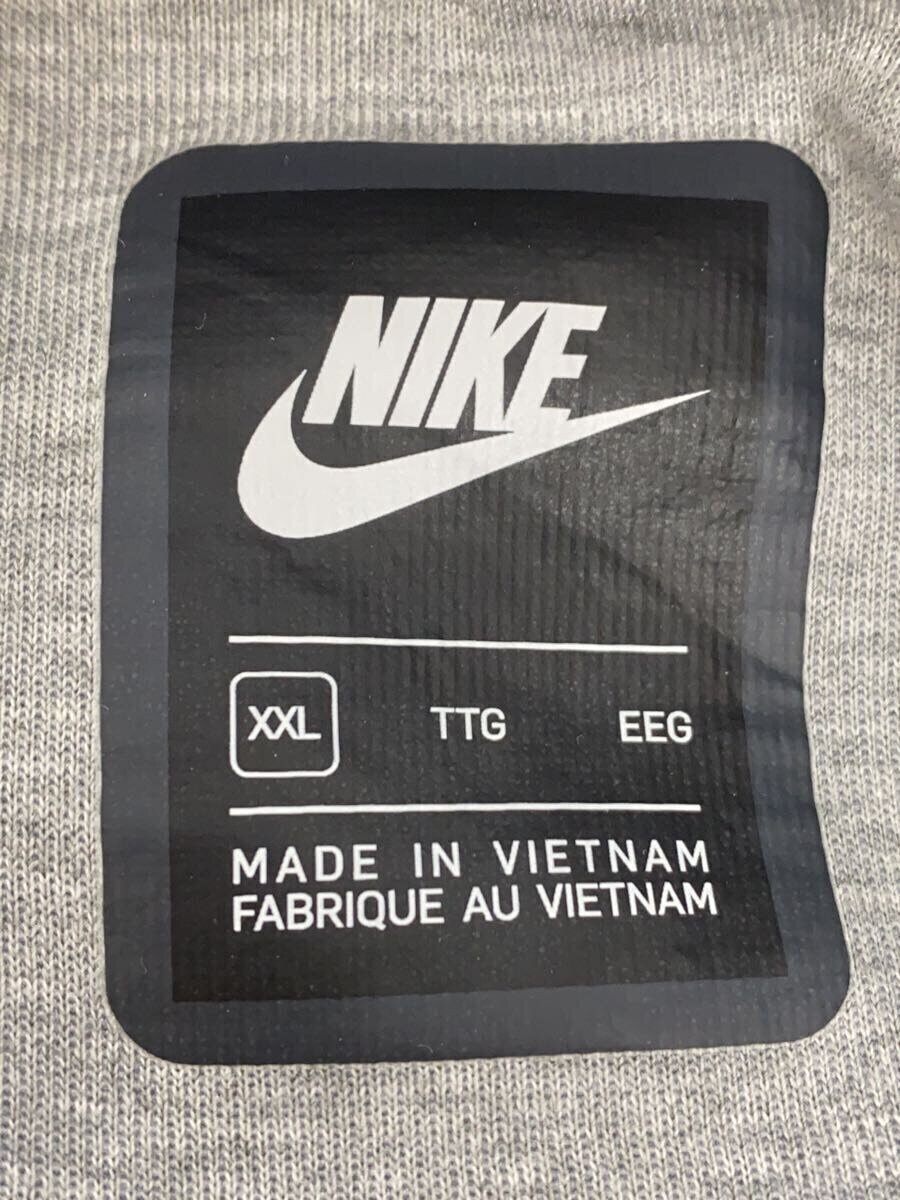 NIKE
XXL TTG EEG
MADE IN VIETNAM
FABRIQUE AU VIETNAM